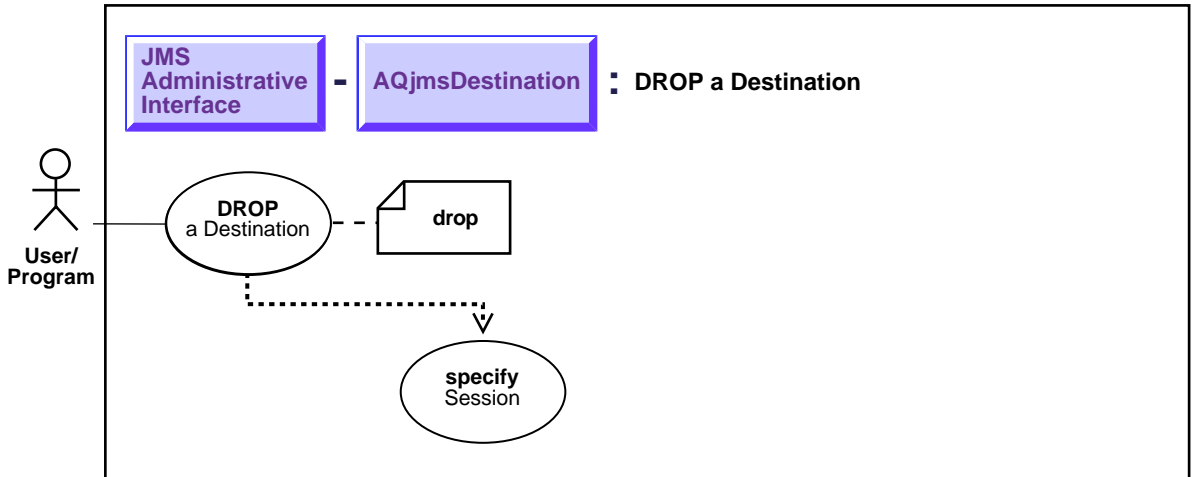 JMS
Administrative
Interface
- AQjmsDestination : DROP a Destination
User/
Program
DROP
a Destination
drop
specify
Session